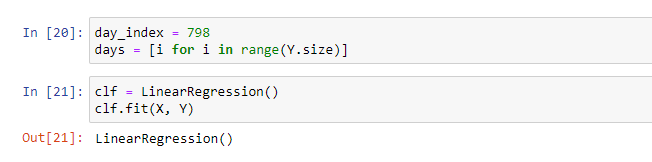 In [20]: day_index = 798
days = [i for i in range(Y.size)]
In [21]: clf = LinearRegression()
clf.fit(X, Y)
Out[21]: LinearRegression()